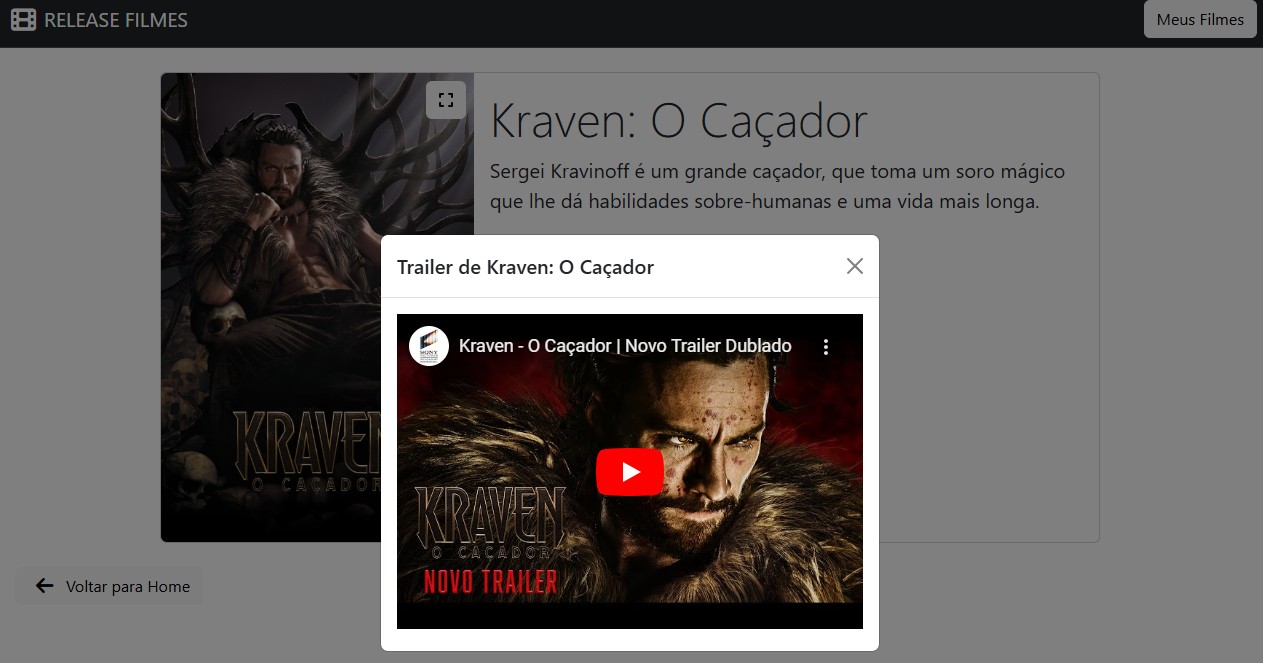 RELEASE FILMES
Meus Filmes
Kraven: O Caçador
Sergei Kravinoff é um grande caçador, que toma um soro mágico
que lhe dá habilidades sobre-humanas e uma vida mais longa.
KRAVEN
O CAÇADOR
Trailer de Kraven: O Caçador
SONY
Kraven - O Caçador | Novo Trailer Dublado
KRAVEN
O CAÇADOR
NOVO TRAILER
Voltar para Home